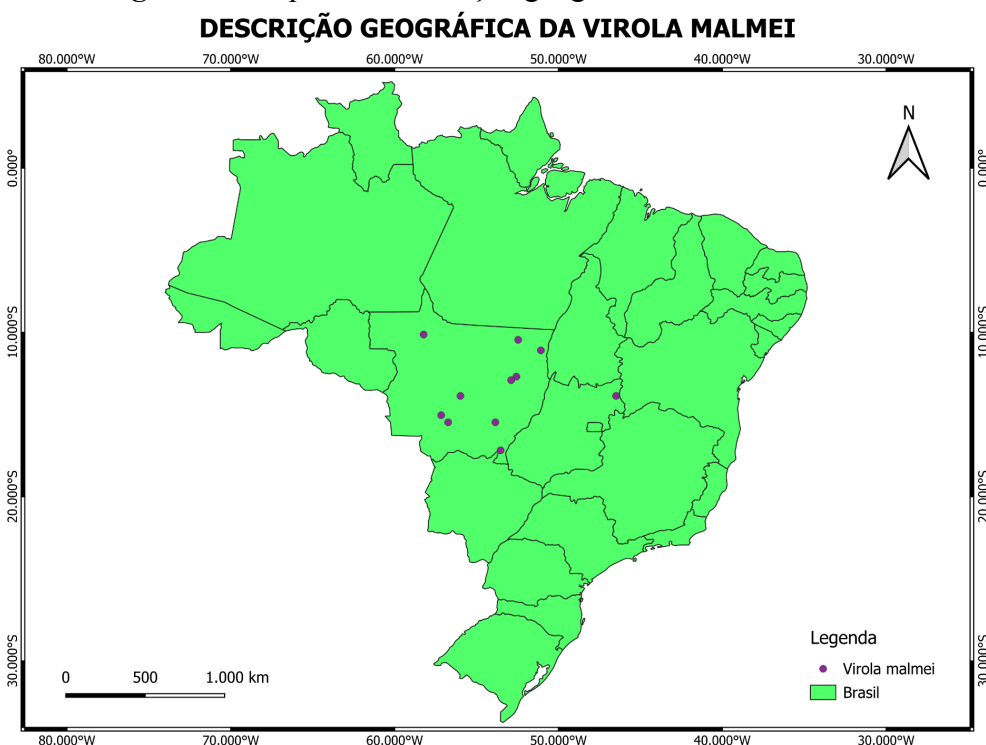 DESCRIÇÃO GEOGRÁFICA DA VIROLA MALMEI
80.000°W 70.000°W 60.000°W 50.000°W 40.000°W 30.000°W
N
0.000° 0.000°
10.000°S 10.000°S
20.000°S 20.000°S
30.000°S 30.000°S
Legenda
Virola malmei
Brasil
0 500 1.000 km
80.000°W 70.000°W 60.000°W 50.000°W 40.000°W 30.000°W